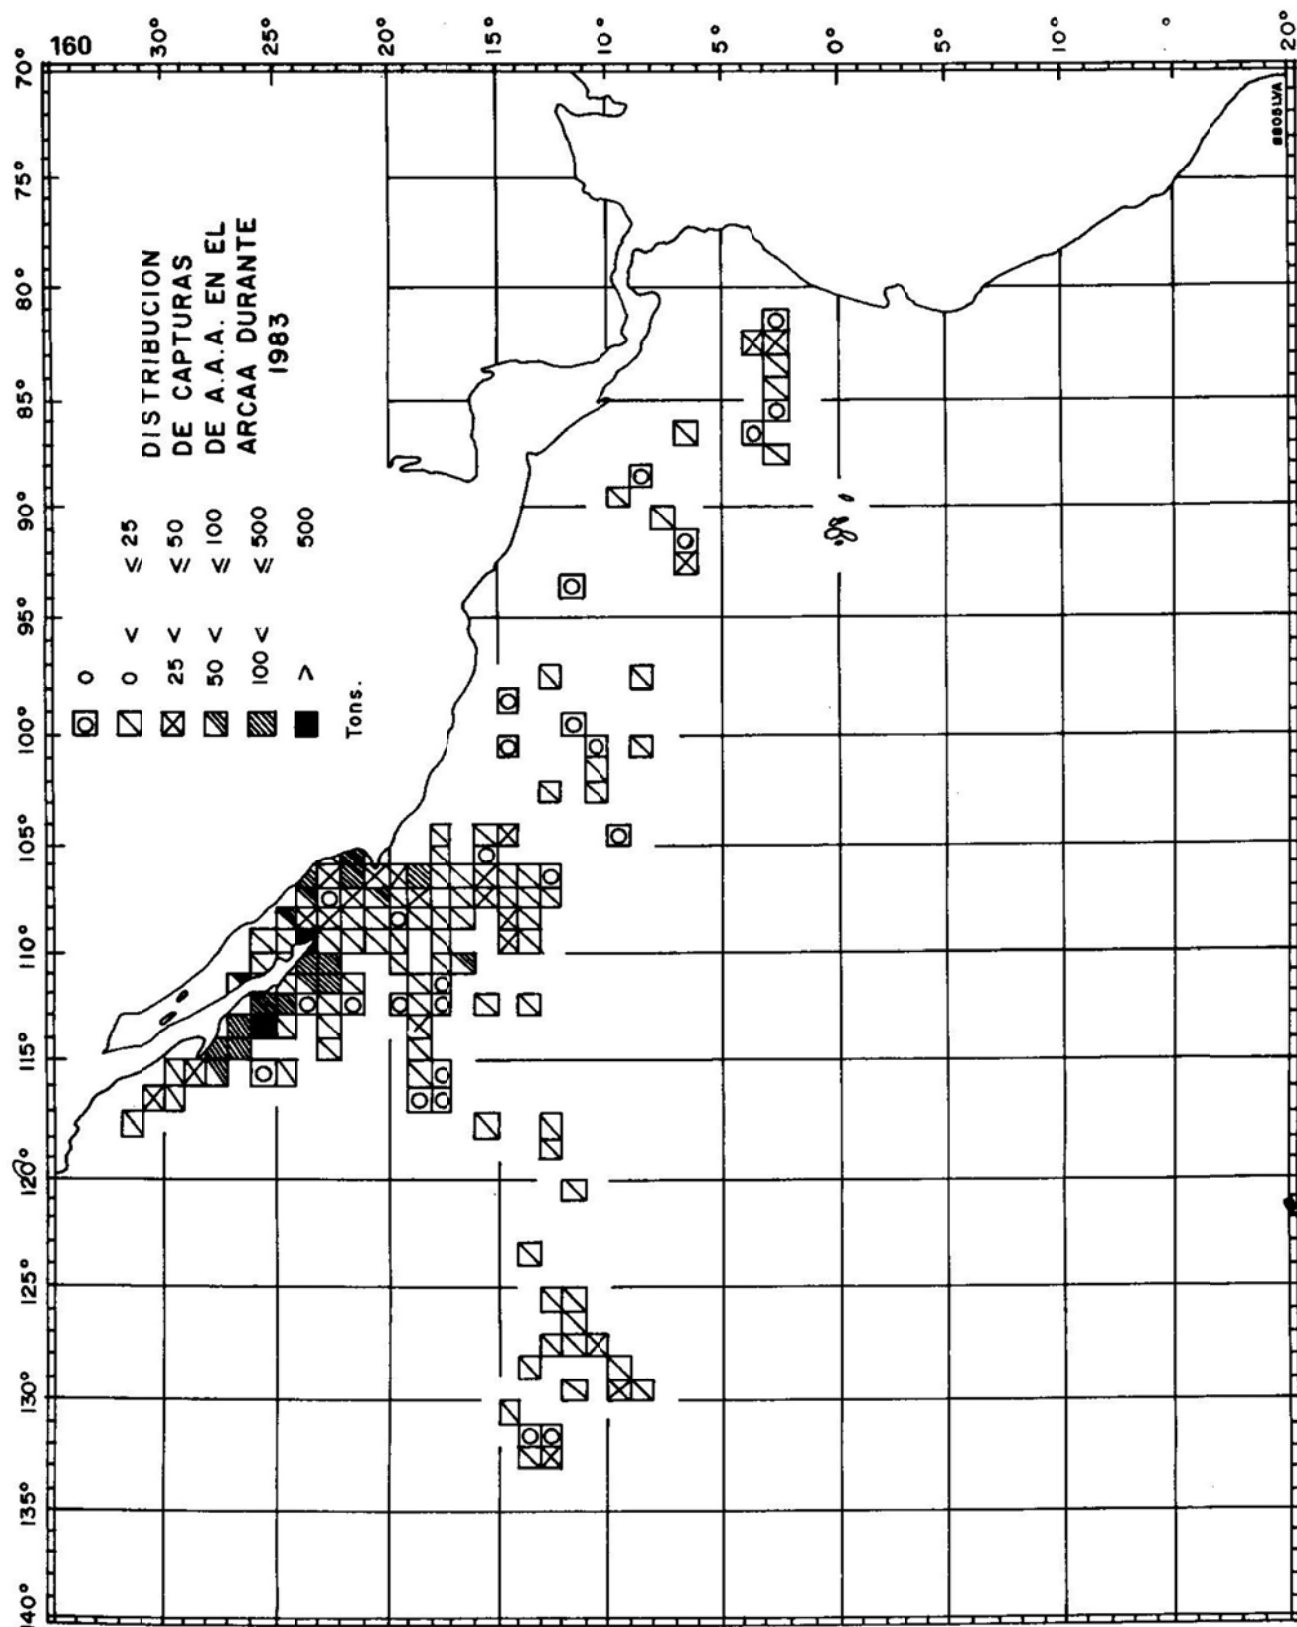 140° 135° 130° 125° 120° 115° 110° 105° 100° 95° 90° 85° 80° 75° 70°
160
DISTRIBUCION
DE CAPTURAS
DE A.A.A. EN EL
ARCAA DURANTE
1983
0
0 < ≤ 25
25 < ≤ 50
50 < ≤ 100
100 < ≤ 500
> 500
Tons.
30°
25°
20°
15°
10°
5°
0°
5°
10°
°
20°